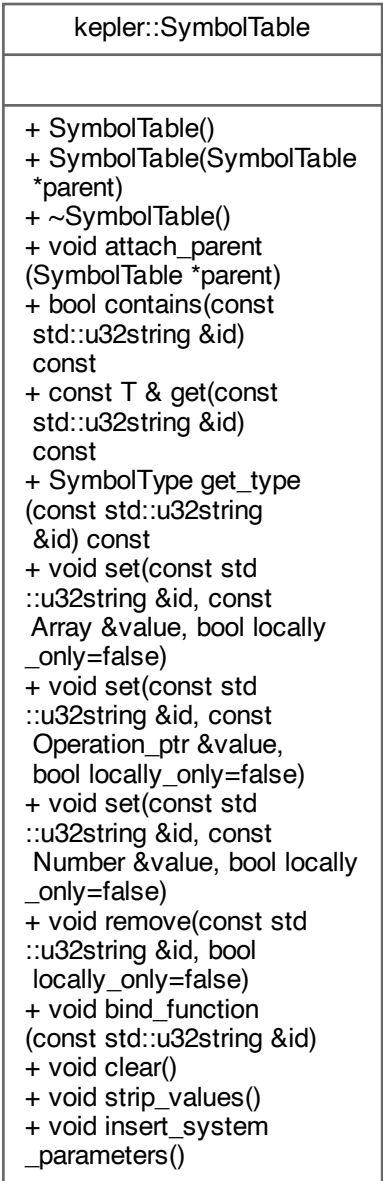 kepler::SymbolTable
+ SymbolTable()
+ SymbolTable(SymbolTable
*parent)
+ ~SymbolTable()
+ void attach_parent
(SymbolTable *parent)
+ bool contains(const
std::u32string &id)
const
+ const T & get(const
std::u32string &id)
const
+ SymbolType get_type
(const std::u32string
&id) const
+ void set(const std
::u32string &id, const
Array &value, bool locally
_only=false)
+ void set(const std
::u32string &id, const
Operation_ptr &value,
bool locally_only=false)
+ void set(const std
::u32string &id, const
Number &value, bool locally
_only=false)
+ void remove(const std
::u32string &id, bool
locally_only=false)
+ void bind_function
(const std::u32string &id)
+ void clear()
+ void strip_values()
+ void insert_system
_parameters()